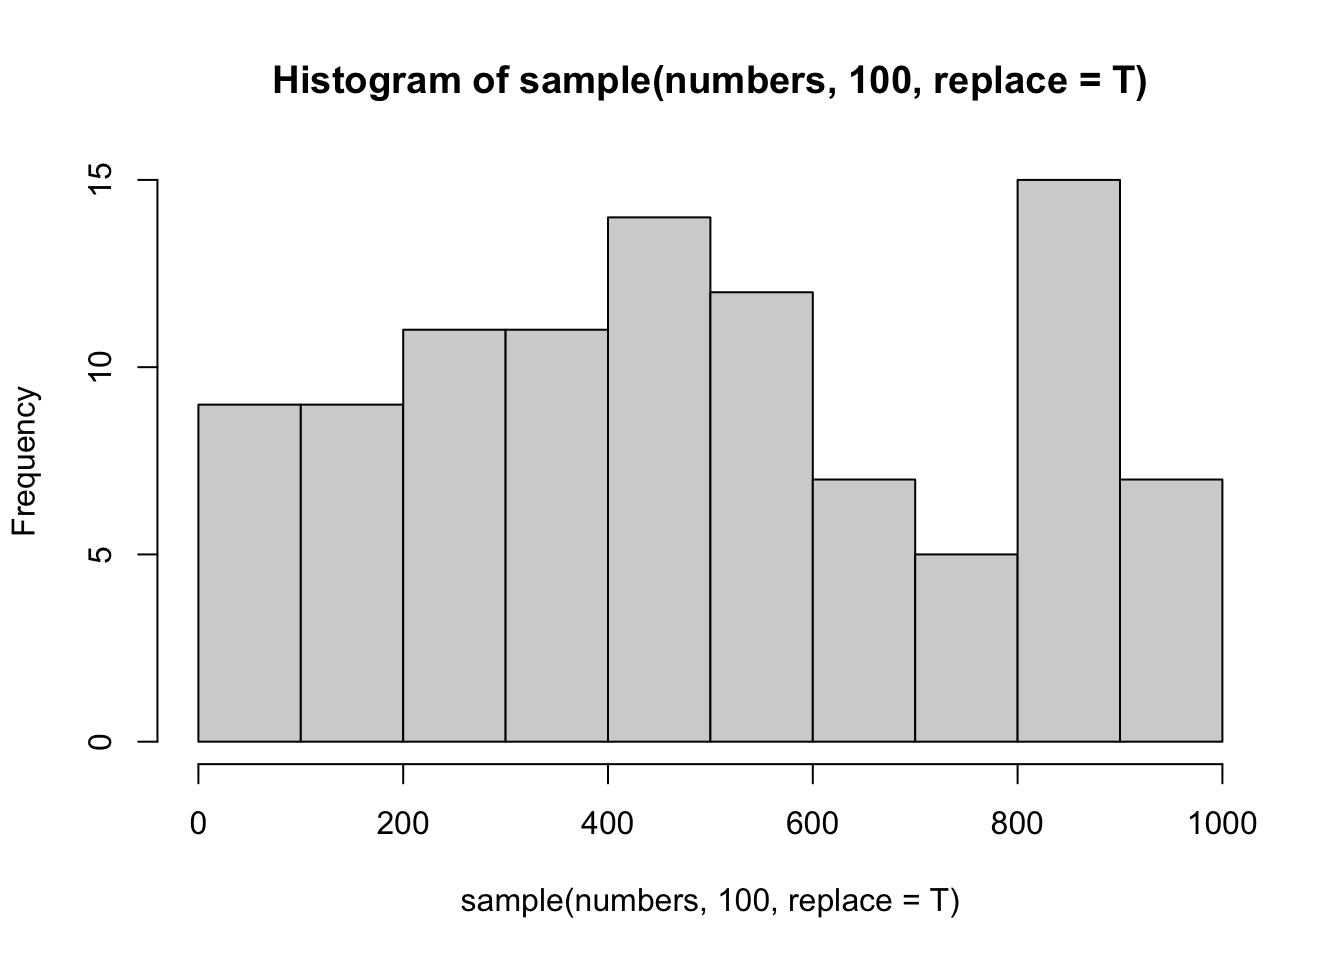 Histogram of sample(numbers, 100, replace = T)
Frequency
15
10
5
0
0 200 400 600 800 1000
sample(numbers, 100, replace = T)